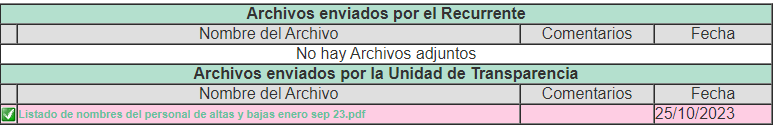 Archivos enviados por el Recurrente
Nombre del Archivo Comentarios Fecha
No hay Archivos adjuntos
Archivos enviados por la Unidad de Transparencia
Nombre del Archivo Comentarios Fecha
Listado de nombres del personal de altas y bajas enero sep 23.pdf 25/10/2023